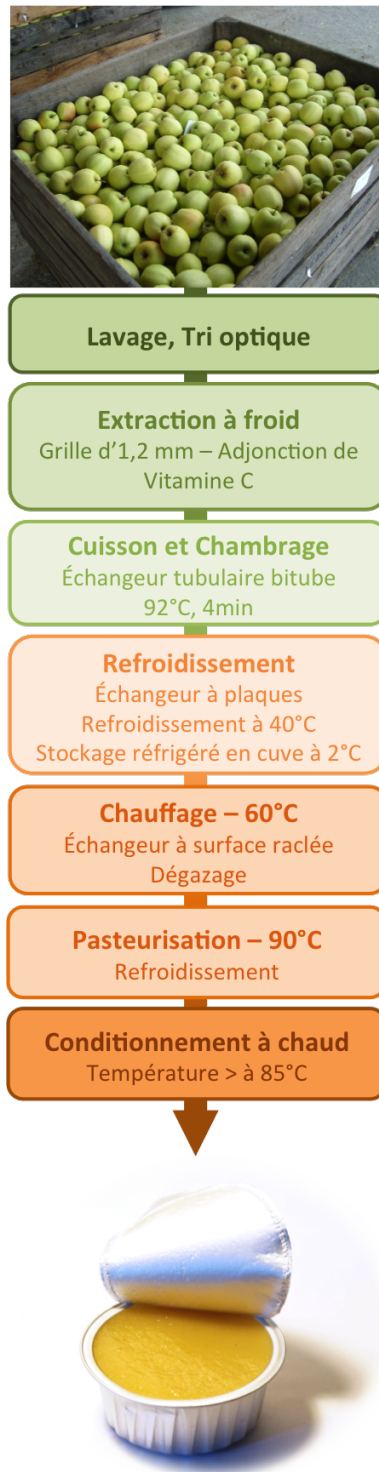 Lavage, Tri optique
Extraction à froid
Grille d'1,2 mm – Adjonction de
Vitamine C
Cuisson et Chambrage
Échangeur tubulaire bitube
92°C, 4min
Refroidissement
Échangeur à plaques
Refroidissement à 40°C
Stockage réfrigéré en cuve à 2°C
Chauffage – 60°C
Échangeur à surface raclée
Dégazage
Pasteurisation – 90°C
Refroidissement
Conditionnement à chaud
Température > à 85°C